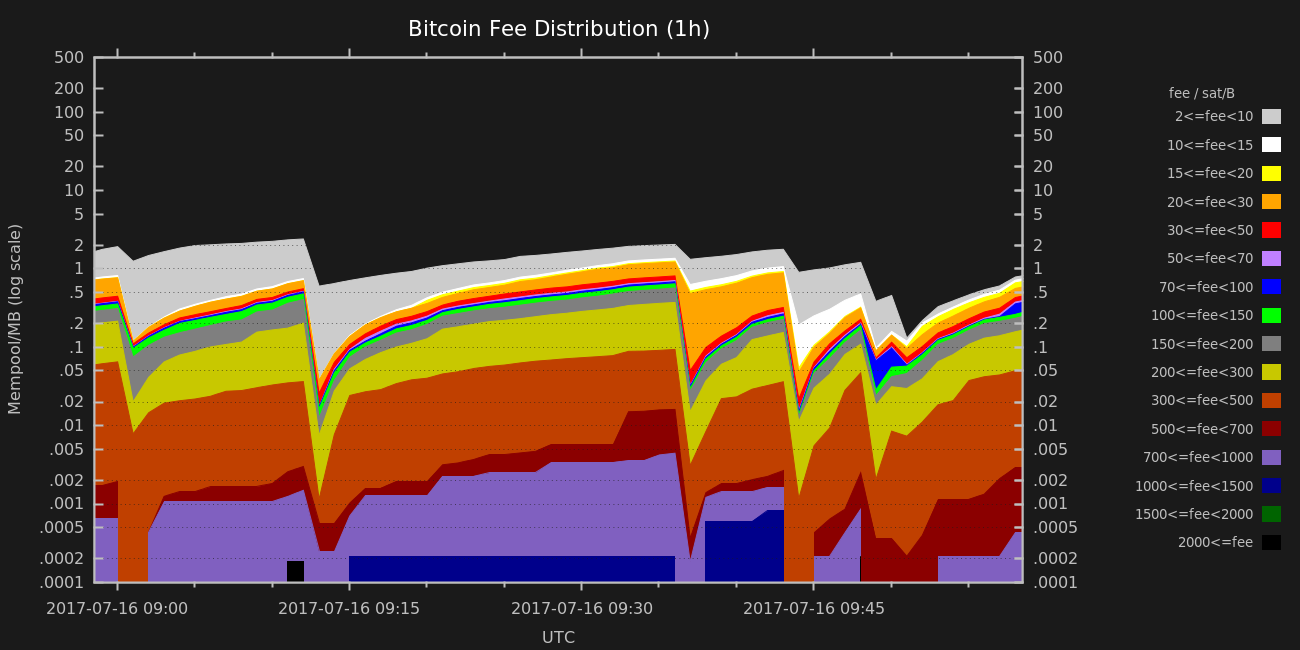 Bitcoin Fee Distribution (1h)
500 500
200 200
100 100
50 50
20 20
10 10
5 5
2 2
1 1
.5 .5
.2 .2
.1 .1
.05 .05
.02 .02
.01 .01
.005 .005
.002 .002
.001 .001
.0005 .0005
.0002 .0002
.0001 .0001
Mempool/MB (log scale)
2017-07-16 09:00 2017-07-16 09:15 2017-07-16 09:30 2017-07-16 09:45
UTC
fee / sat/B
2<=fee<10
10<=fee<15
15<=fee<20
20<=fee<30
30<=fee<50
50<=fee<70
70<=fee<100
100<=fee<150
150<=fee<200
200<=fee<300
300<=fee<500
500<=fee<700
700<=fee<1000
1000<=fee<1500
1500<=fee<2000
2000<=fee